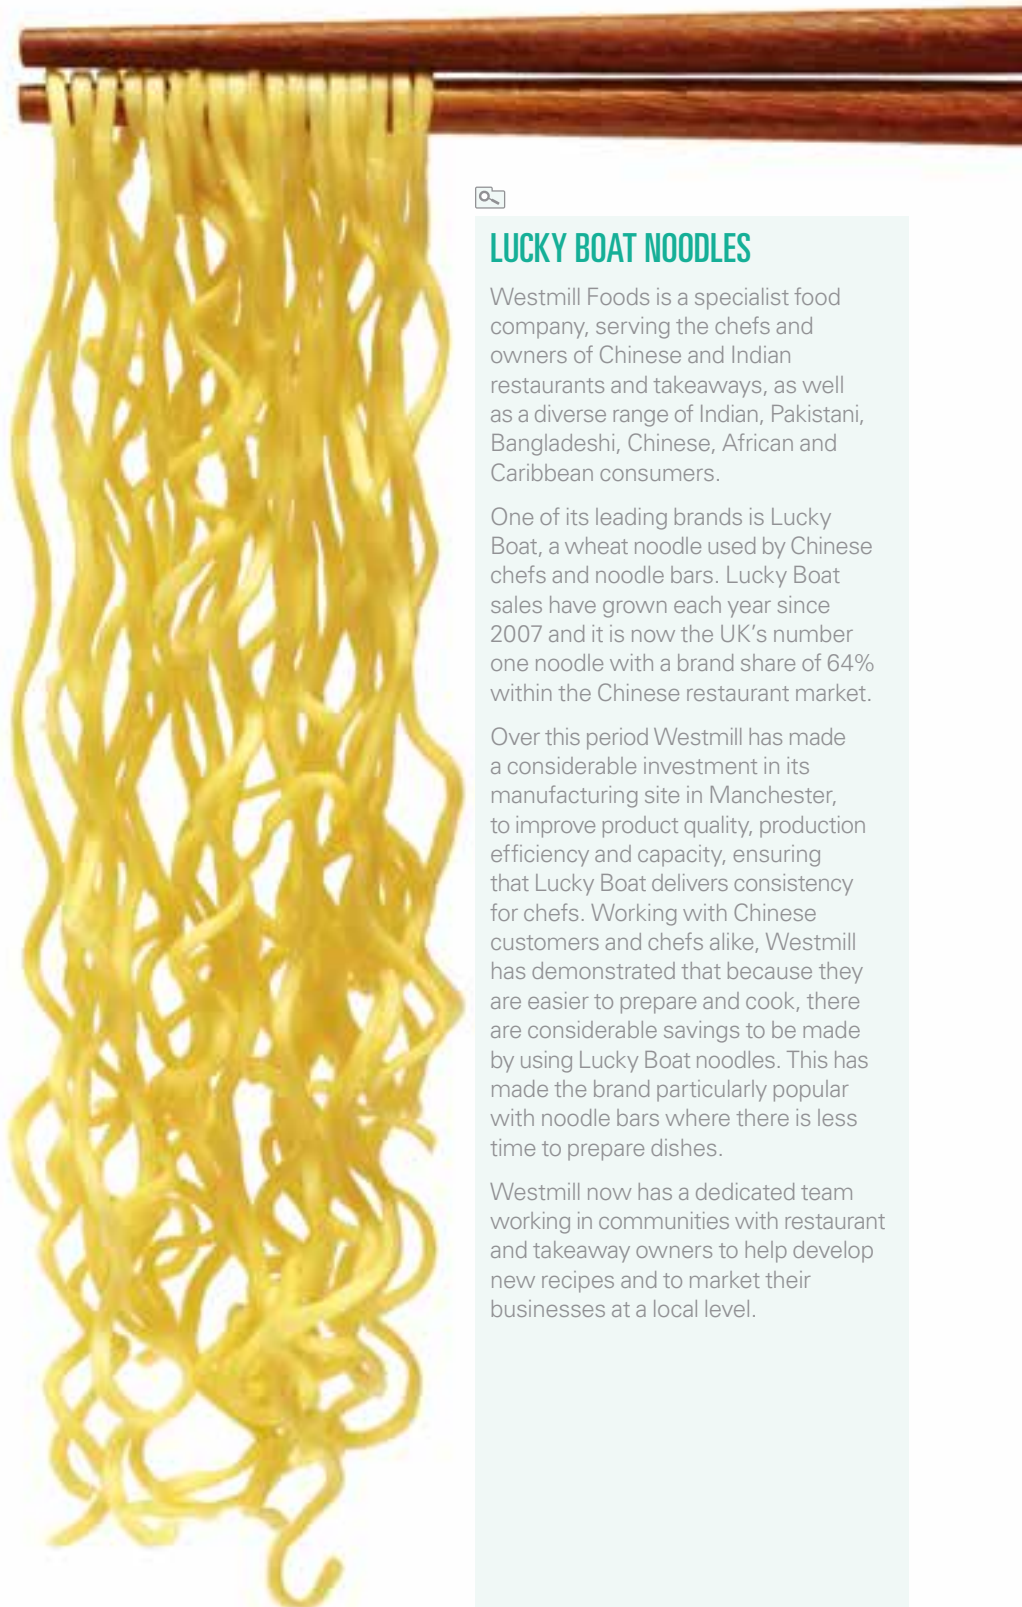 LUCKY BOAT NOODLES
Westmill Foods is a specialist food
company, serving the chefs and
owners of Chinese and Indian
restaurants and takeaways, as well
as a diverse range of Indian, Pakistani,
Bangladeshi, Chinese, African and
Caribbean consumers.
One of its leading brands is Lucky
Boat, a wheat noodle used by Chinese
chefs and noodle bars. Lucky Boat
sales have grown each year since
2007 and it is now the UK’s number
one noodle with a brand share of 64%
within the Chinese restaurant market.
Over this period Westmill has made
a considerable investment in its
manufacturing site in Manchester,
to improve product quality, production
efficiency and capacity, ensuring
that Lucky Boat delivers consistency
for chefs. Working with Chinese
customers and chefs alike, Westmill
has demonstrated that because they
are easier to prepare and cook, there
are considerable savings to be made
by using Lucky Boat noodles. This has
made the brand particularly popular
with noodle bars where there is less
time to prepare dishes.
Westmill now has a dedicated team
working in communities with restaurant
and takeaway owners to help develop
new recipes and to market their
businesses at a local level.